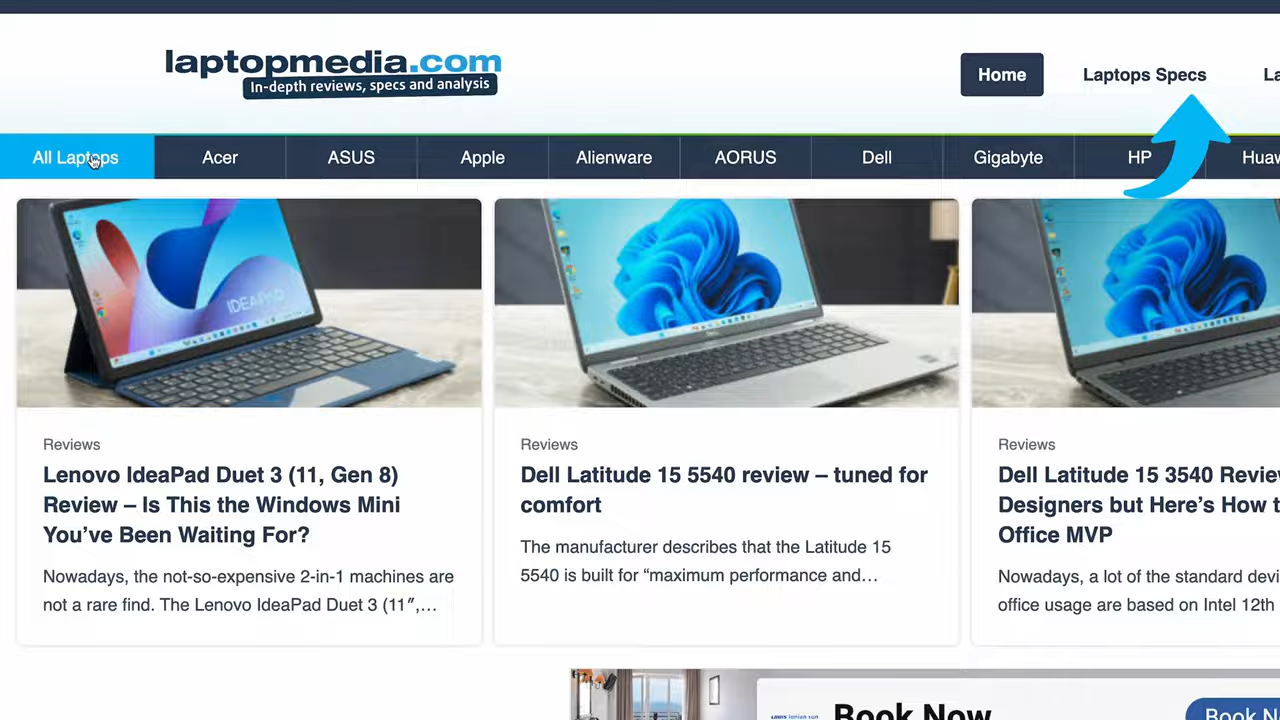 laptopmedia.com
In-depth reviews, specs and analysis
Home
Laptops Specs
All Laptops
Acer
ASUS
Apple
Alienware
AORUS
Dell
Gigabyte
HP
IDEAPAD
Reviews
Lenovo IdeaPad Duet 3 (11, Gen 8)
Review – Is This the Windows Mini
You’ve Been Waiting For?
Nowadays, the not-so-expensive 2-in-1 machines are
not a rare find. The Lenovo IdeaPad Duet 3 (11″,…
Reviews
Dell Latitude 15 5540 review – tuned for
comfort
The manufacturer describes that the Latitude 15
5540 is built for “maximum performance and…
Reviews
Dell Latitude 15 3540 Review
Designers but Here’s How t
Office MVP
Nowadays, a lot of the standard devi
office usage are based on Intel 12th
Book Now
Book N